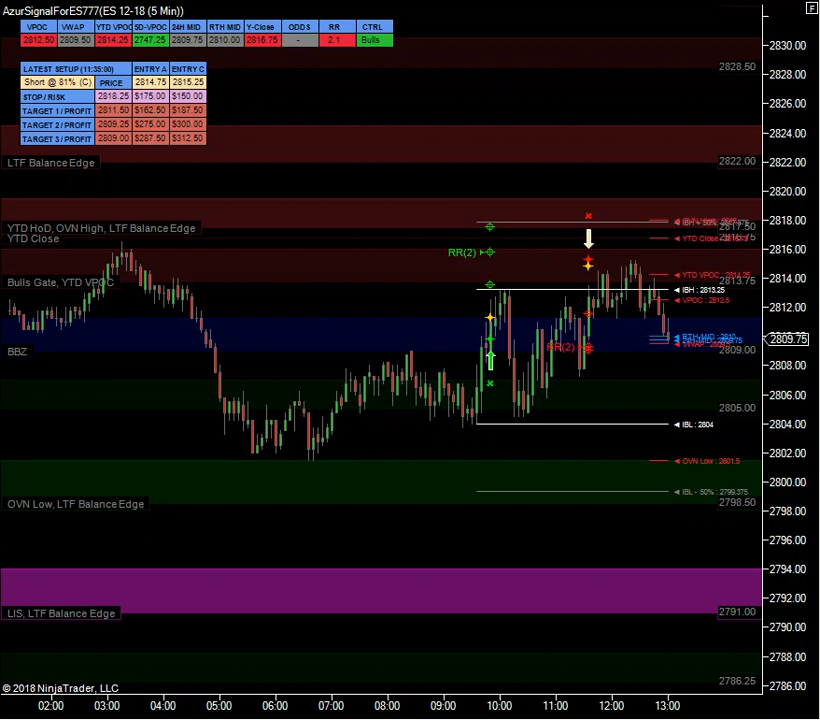 AzurSignalForES777(ES 12-18 (5 Min))
F
VPOC VWAP YTD VPOC 5D-VPOC 24H MID RTH MID Y-Close ODDS RR CTRL
2812.50 2809.50 2814.25 2747.25 2809.75 2810.00 2816.75 - 2.1 Bulls
LATEST SETUP (11:35:00) ENTRY A ENTRY C
Short @ 81% (C) PRICE 2814.75 2815.25
STOP / RISK 2818.25 $175.00 $150.00
TARGET 1 / PROFIT 2811.50 $162.50 $187.50
TARGET 2 / PROFIT 2809.25 $275.00 $300.00
TARGET 3 / PROFIT 2809.00 $287.50 $312.50
2830.00
2828.50
2828.00
2826.00
2824.00
LTF Balance Edge
2822.00
2822.00
2820.00
2818.00
YTD HoD, OVN High, LTF Balance Edge
2817.50
YTD Close
2816.00
RR(2)
YTD VPOC : 2814.25
2814.00
Bulls Gate, YTD VPOC
2813.75
IBH : 2813.25
VPOC : 2812.5
2812.00
2810
2809.75
RR(2)
BBZ
2809.00
2808.00
2806.00
2805.00
IBL : 2804
2804.00
2802.00
OVN Low : 2801.5
2800.00
IBL - 50% : 2799.375
OVN Low, LTF Balance Edge
2798.50
2798.00
2796.00
2794.00
2792.00
LIS, LTF Balance Edge
2791.00
2790.00
2788.00
2786.25
2786.00
© 2018 NinjaTrader, LLC
02:00 03:00 04:00 05:00 06:00 07:00 08:00 09:00 10:00 11:00 12:00 13:00